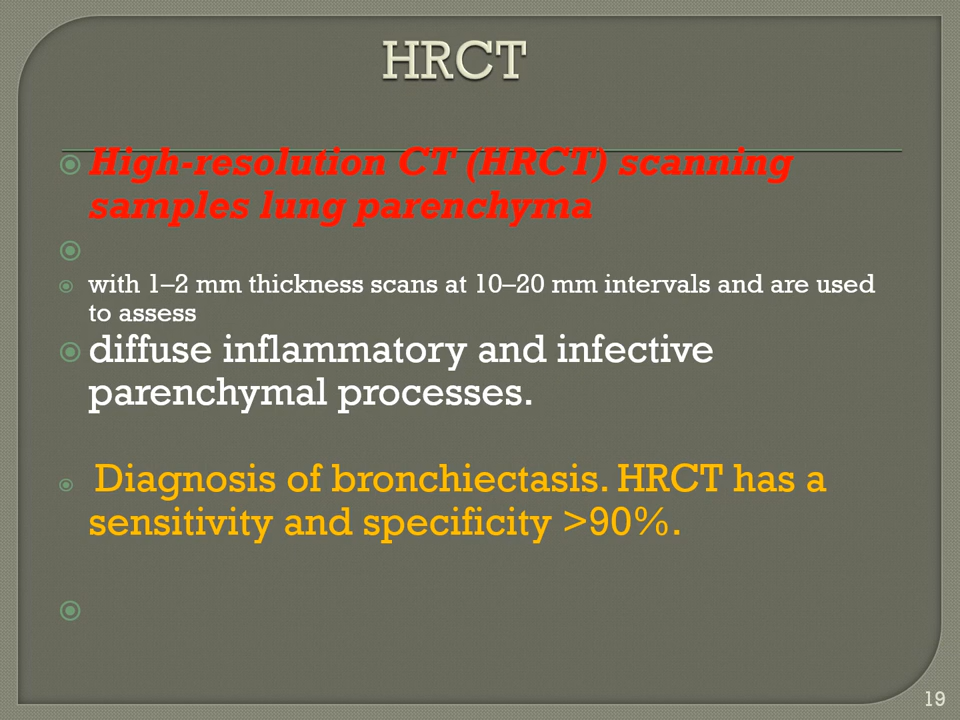 HRCT
High-resolution CT (HRCT) scanning
samples lung parenchyma
with 1–2 mm thickness scans at 10–20 mm intervals and are used
to assess
diffuse inflammatory and infective
parenchymal processes.
Diagnosis of bronchiectasis. HRCT has a
sensitivity and specificity >90%.
19